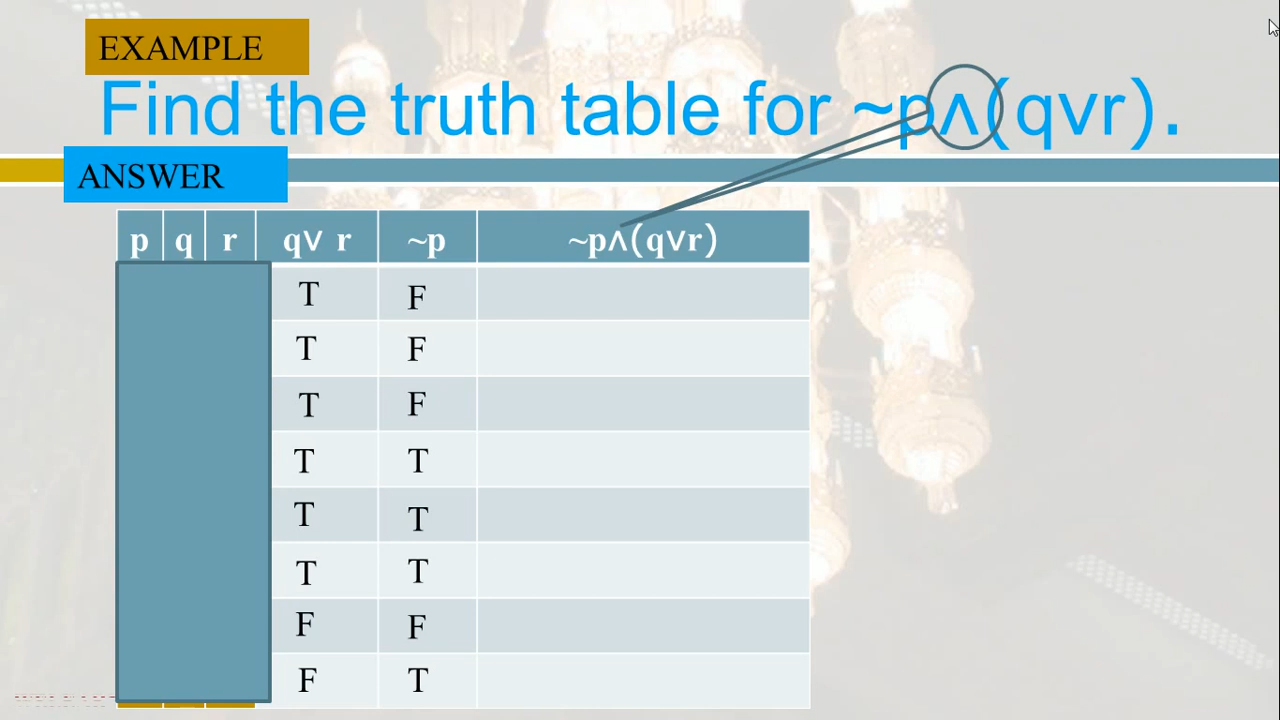 EXAMPLE
Find the truth table for ~p∧(q∨r).
ANSWER
p q r q∨ r ~p ~p∧(q∨r)
T F
T F
T F
T T
T T
T T
F F
F T